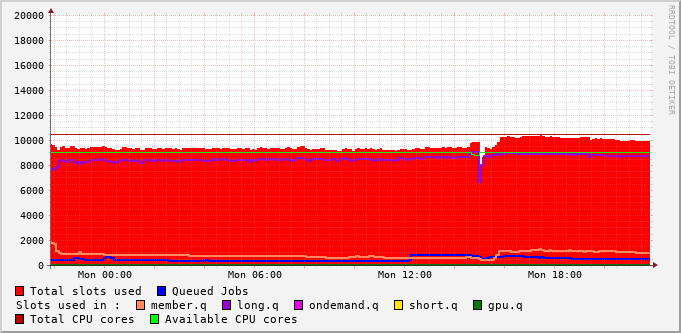 RRDTOOL / TOBI OETIKER
20000
18000
16000
14000
12000
10000
8000
6000
4000
2000
0
Mon 00:00 Mon 06:00 Mon 12:00 Mon 18:00
Total slots used Queued Jobs
Slots used in : member.q long.q ondemand.q short.q gpu.q
Total CPU cores Available CPU cores